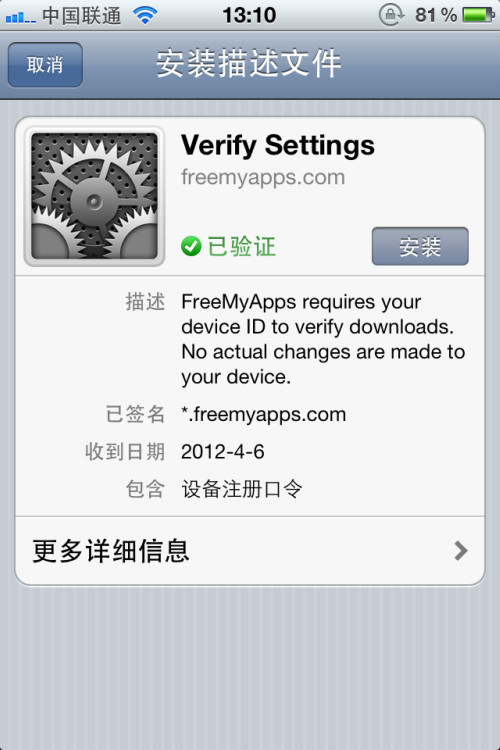 中国联通 13:10 81%
取消 安装描述文件
Verify Settings
freemyapps.com
已验证 安装
描述 FreeMyApps requires your
device ID to verify downloads.
No actual changes are made to
your device.
已签名 *.freemyapps.com
收到日期 2012-4-6
包含 设备注册口令
更多详细信息